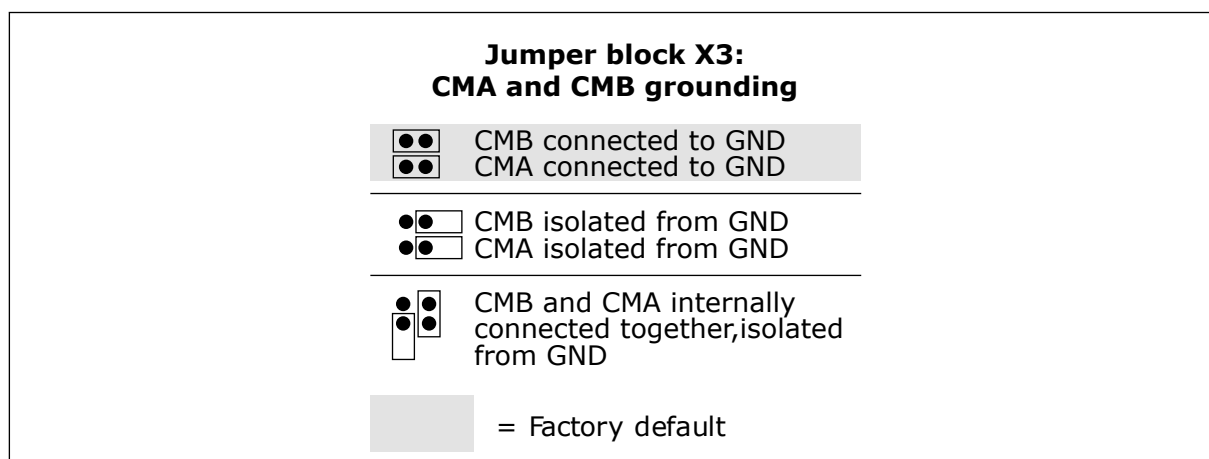 Jumper block X3:
CMA and CMB grounding
CMB connected to GND
CMA connected to GND
CMB isolated from GND
CMA isolated from GND
CMB and CMA internally
connected together,isolated
from GND
= Factory default